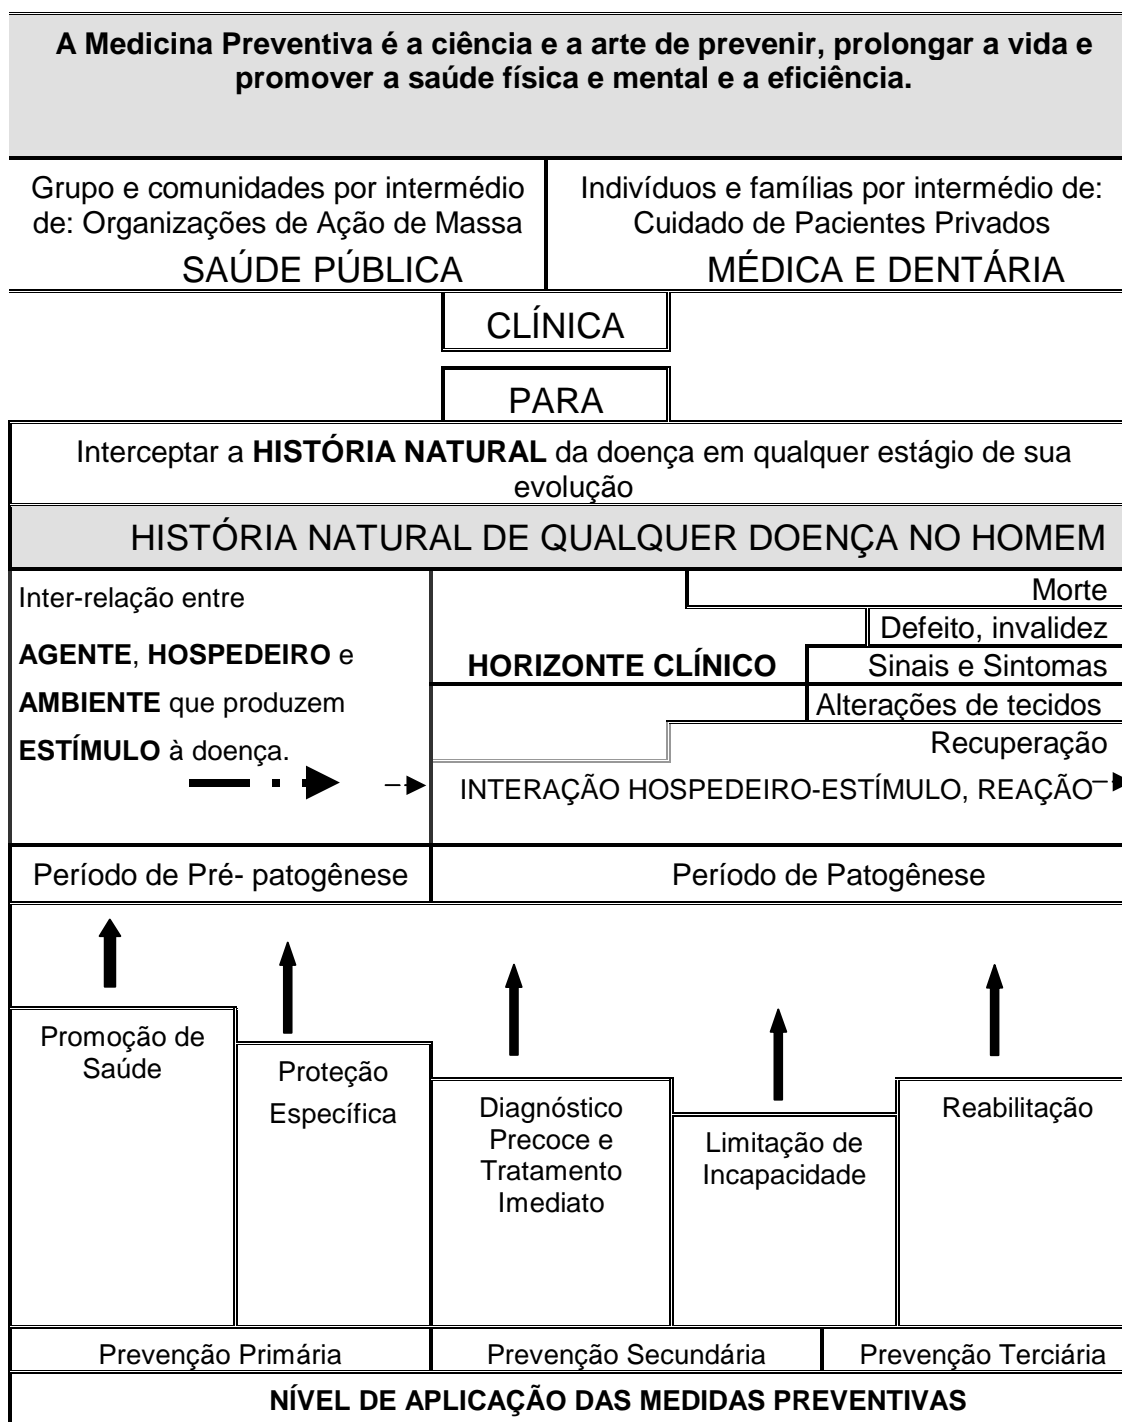 A Medicina Preventiva é a ciência e a arte de prevenir, prolongar a vida e
promover a saúde física e mental e a eficiência.
Grupo e comunidades por intermédio
de: Organizações de Ação de Massa
SAÚDE PÚBLICA
Indivíduos e famílias por intermédio de:
Cuidado de Pacientes Privados
MÉDICA E DENTÁRIA
CLÍNICA
PARA
Interceptar a HISTÓRIA NATURAL da doença em qualquer estágio de sua
evolução
HISTÓRIA NATURAL DE QUALQUER DOENÇA NO HOMEM
Inter-relação entre
AGENTE, HOSPEDEIRO e
AMBIENTE que produzem
ESTÍMULO à doença.
Morte
Defeito, invalidez
HORIZONTE CLÍNICO
Sinais e Sintomas
Alterações de tecidos
Recuperação
INTERAÇÃO HOSPEDEIRO-ESTÍMULO, REAÇÃO
Período de Pré- patogênese
Período de Patogênese
Promoção de
Saúde
Proteção
Específica
Diagnóstico
Precoce e
Tratamento
Imediato
Limitação de
Incapacidade
Reabilitação
Prevenção Primária
Prevenção Secundária
Prevenção Terciária
NÍVEL DE APLICAÇÃO DAS MEDIDAS PREVENTIVAS